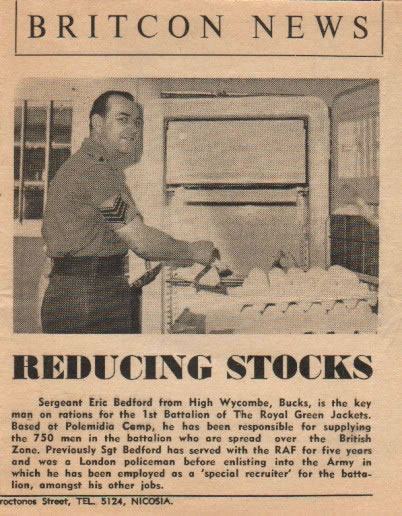 BRITCON NEWS
REDUCING STOCKS
Sergeant Eric Bedford from High Wycombe, Bucks, is the key
man on rations for the 1st Battalion of The Royal Green Jackets.
Based at Polemidia Camp, he has been responsible for supplying
the 750 men in the battalion who are spread over the British
Zone. Previously Sgt Bedford has served with the RAF for five years
and was a London policeman before enlisting into the Army in
which he has been employed as a 'special recruiter' for the batta-
lion, amongst his other jobs.
roctonos Street, TEL. 5124, NICOSIA.